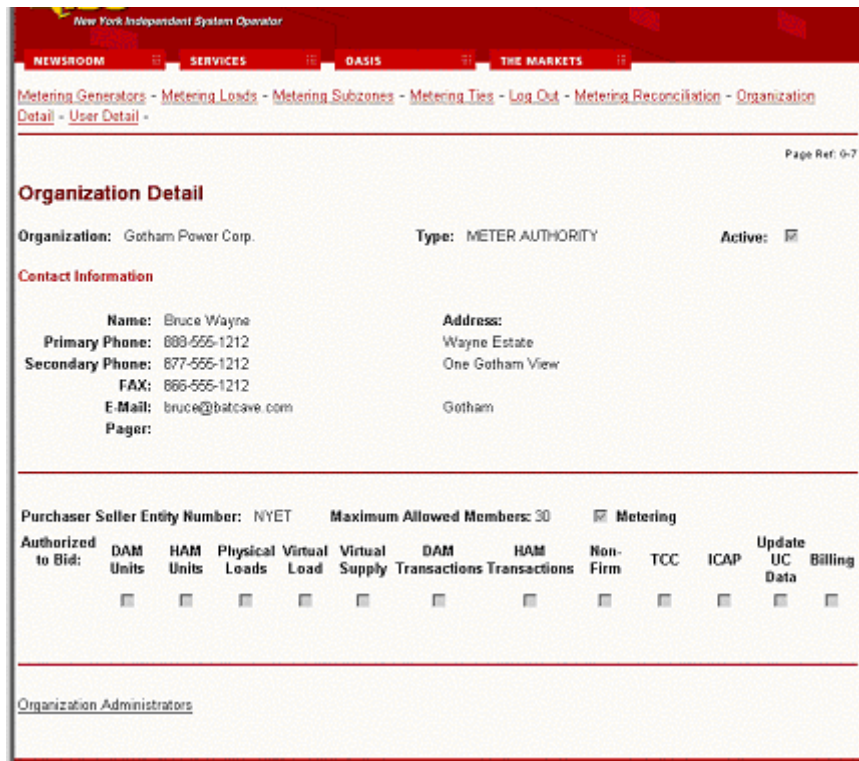 New York Independent System Operator
NEWSROOM SERVICES OASIS THE MARKETS
Metering Generators - Metering Loads - Metering Subzones - Metering Ties - Log Out - Metering Reconciliation - Organization
Detail - User Detail -
Page Ref: 6-7
Organization Detail
Organization: Gotham Power Corp. Type: METER AUTHORITY Active:
Contact Information
Name: Bruce Wayne Address:
Primary Phone: 888-555-1212 Wayne Estate
Secondary Phone: 877-555-1212 One Gotham View
FAX: 866-555-1212
E-Mail: bruce@batcave.com Gotham
Pager:
Purchaser Seller Entity Number: NYET Maximum Allowed Members: 30 Metering
Authorized to Bid: DAM Units HAM Units Physical Loads Virtual Load Virtual Supply DAM Transactions HAM Transactions Non-Firm TCC ICAP Update UC Data Billing
Organization Administrators